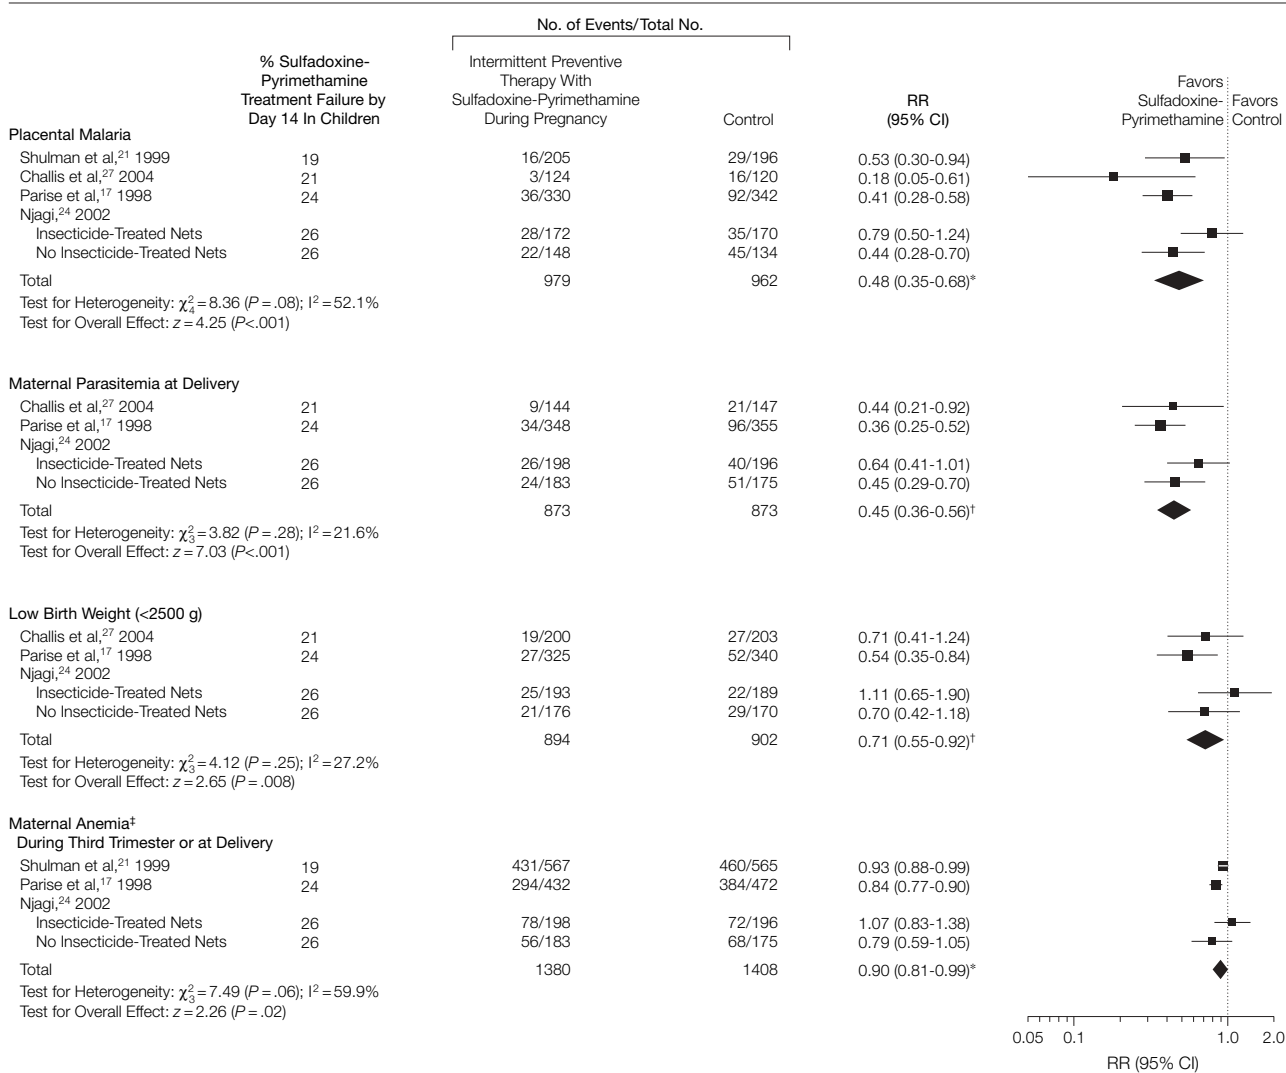 No. of Events/Total No.
% Sulfadoxine-Pyrimethamine Treatment Failure by Day 14 In Children
Intermittent Preventive Therapy With Sulfadoxine-Pyrimethamine During Pregnancy
Control
RR (95% CI)
Favors Sulfadoxine-Pyrimethamine
Favors Control
Placental Malaria
Shulman et al,²¹ 1999 19 16/205 29/196 0.53 (0.30-0.94)
Challis et al,²⁷ 2004 21 3/124 16/120 0.18 (0.05-0.61)
Parise et al,¹⁷ 1998 24 36/330 92/342 0.41 (0.28-0.58)
Njagi,²⁴ 2002
Insecticide-Treated Nets 26 28/172 35/170 0.79 (0.50-1.24)
No Insecticide-Treated Nets 26 22/148 45/134 0.44 (0.28-0.70)
Total 979 962 0.48 (0.35-0.68)*
Test for Heterogeneity: χ²₄ = 8.36 (P = .08); I² = 52.1%
Test for Overall Effect: z = 4.25 (P<.001)
Maternal Parasitemia at Delivery
Challis et al,²⁷ 2004 21 9/144 21/147 0.44 (0.21-0.92)
Parise et al,¹⁷ 1998 24 34/348 96/355 0.36 (0.25-0.52)
Njagi,²⁴ 2002
Insecticide-Treated Nets 26 26/198 40/196 0.64 (0.41-1.01)
No Insecticide-Treated Nets 26 24/183 51/175 0.45 (0.29-0.70)
Total 873 873 0.45 (0.36-0.56)†
Test for Heterogeneity: χ²₃ = 3.82 (P = .28); I² = 21.6%
Test for Overall Effect: z = 7.03 (P<.001)
Low Birth Weight (<2500 g)
Challis et al,²⁷ 2004 21 19/200 27/203 0.71 (0.41-1.24)
Parise et al,¹⁷ 1998 24 27/325 52/340 0.54 (0.35-0.84)
Njagi,²⁴ 2002
Insecticide-Treated Nets 26 25/193 22/189 1.11 (0.65-1.90)
No Insecticide-Treated Nets 26 21/176 29/170 0.70 (0.42-1.18)
Total 894 902 0.71 (0.55-0.92)†
Test for Heterogeneity: χ²₃ = 4.12 (P = .25); I² = 27.2%
Test for Overall Effect: z = 2.65 (P = .008)
Maternal Anemia‡
During Third Trimester or at Delivery
Shulman et al,²¹ 1999 19 431/567 460/565 0.93 (0.88-0.99)
Parise et al,¹⁷ 1998 24 294/432 384/472 0.84 (0.77-0.90)
Njagi,²⁴ 2002
Insecticide-Treated Nets 26 78/198 72/196 1.07 (0.83-1.38)
No Insecticide-Treated Nets 26 56/183 68/175 0.79 (0.59-1.05)
Total 1380 1408 0.90 (0.81-0.99)*
Test for Heterogeneity: χ²₃ = 7.49 (P = .06); I² = 59.9%
Test for Overall Effect: z = 2.26 (P = .02)
0.05 0.1 1.0 2.0
RR (95% CI)